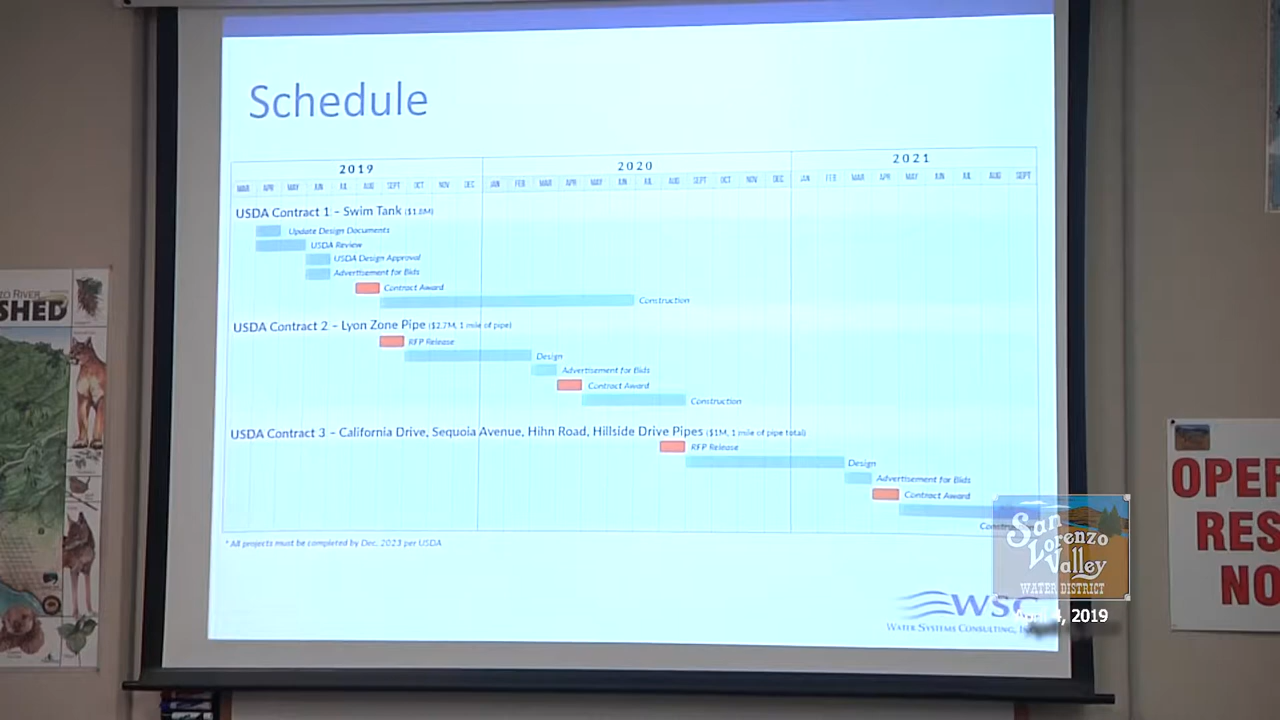 Schedule
2019
2020
2021
MAR APR MAY JUN JUL AUG SEPT OCT NOV DEC JAN FEB MAR APR MAY JUN JUL AUG SEPT OCT NOV DEC JAN FEB MAR APR MAY JUN JUL AUG SEPT
USDA Contract 1 – Swim Tank ($1.8M)
Update Design Documents
USDA Review
USDA Design Approval
Advertisement for Bids
Contract Award
Construction
USDA Contract 2 – Lyon Zone Pipe ($2.7M, 1 mile of pipe)
RFP Release
Design
Advertisement for Bids
Contract Award
Construction
USDA Contract 3 – California Drive, Sequoia Avenue, Hihn Road, Hillside Drive Pipes ($1M, 1 mile of pipe total)
RFP Release
Design
Advertisement for Bids
Contract Award
* All projects must be completed by Dec. 2023 per USDA
WSC
WATER SYSTEMS CONSULTING,
San
Lorenzo
Valley
WATER DISTRICT
4, 2019
RIVER
SHED
OPE
RES
NO